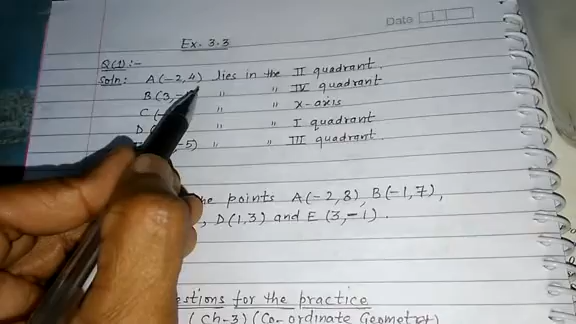 Date
Ex. 3.3
Q(1):-
Soln: A(-2,4) lies in the II quadrant.
B(3,- " " IV quadrant.
C(- " " x-axis
D " " I quadrant.
-5) " " III quadrant.
he points A(-2,8), B(-1,7),
, D(1,3) and E(3,-1).
stions for the practice
(Ch-3) (Co-ordinate Geometry)